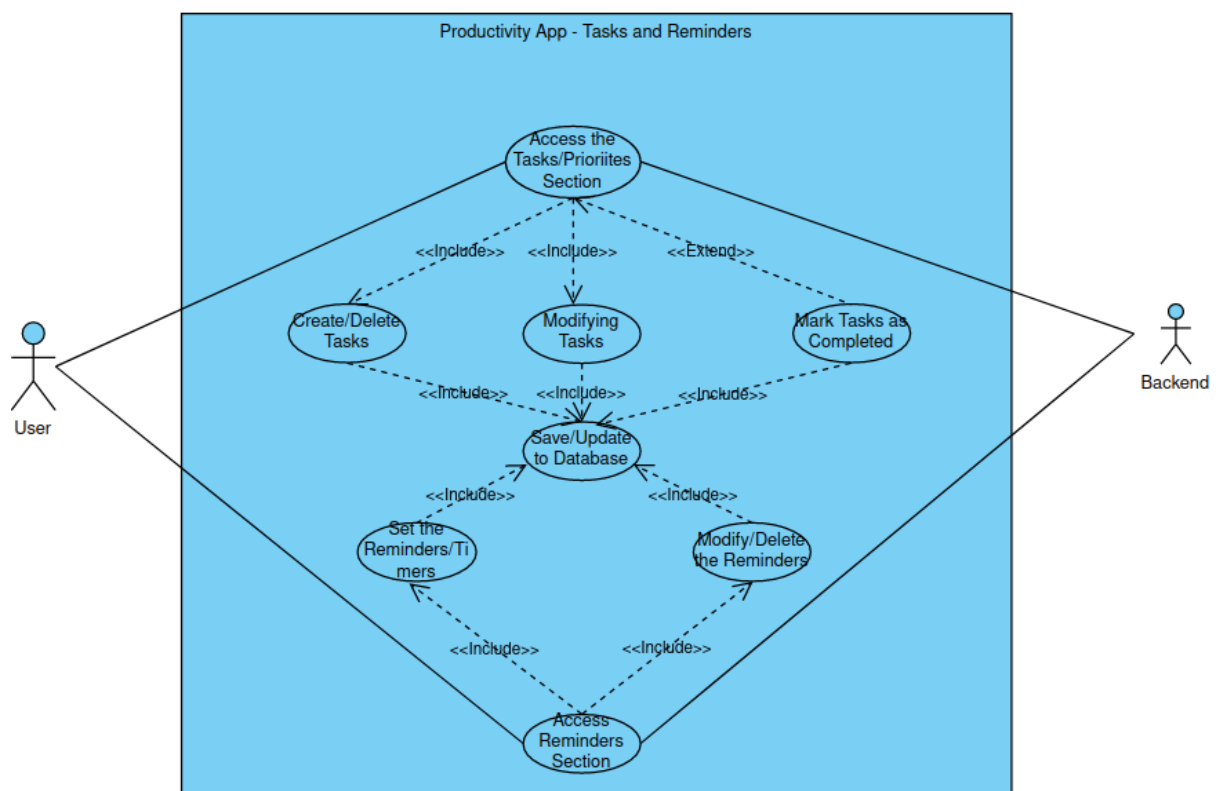 Productivity App - Tasks and Reminders
Access the
Tasks/Prioriites
Section
<<Include>>
<<Include>>
<<Extend>>
Create/Delete
Tasks
Modifying
Tasks
Mark Tasks as
Completed
User
Backend
<<Include>>
<<Include>>
<<Include>>
Save/Update
to Database
<<Include>>
<<Include>>
Set the
Reminders/Ti
mers
Modify/Delete
the Reminders
<<Include>>
<<Include>>
Access
Reminders
Section